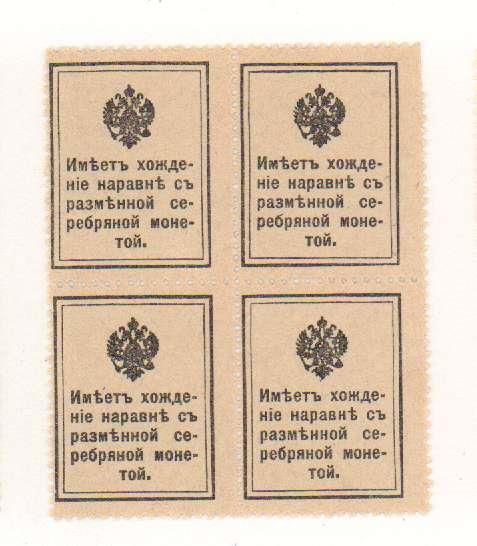 Имѣетъ хожде-
ніе наравнѣ съ
размѣнной се-
ребряной моне-
той.
Имѣетъ хожде-
ніе наравнѣ съ
размѣнной се-
ребряной моне-
той.
Имѣетъ хожде-
ніе наравнѣ съ
размѣнной се-
ребряной моне-
той.
Имѣетъ хожде-
ніе наравнѣ съ
размѣнной се-
ребряной моне-
той.